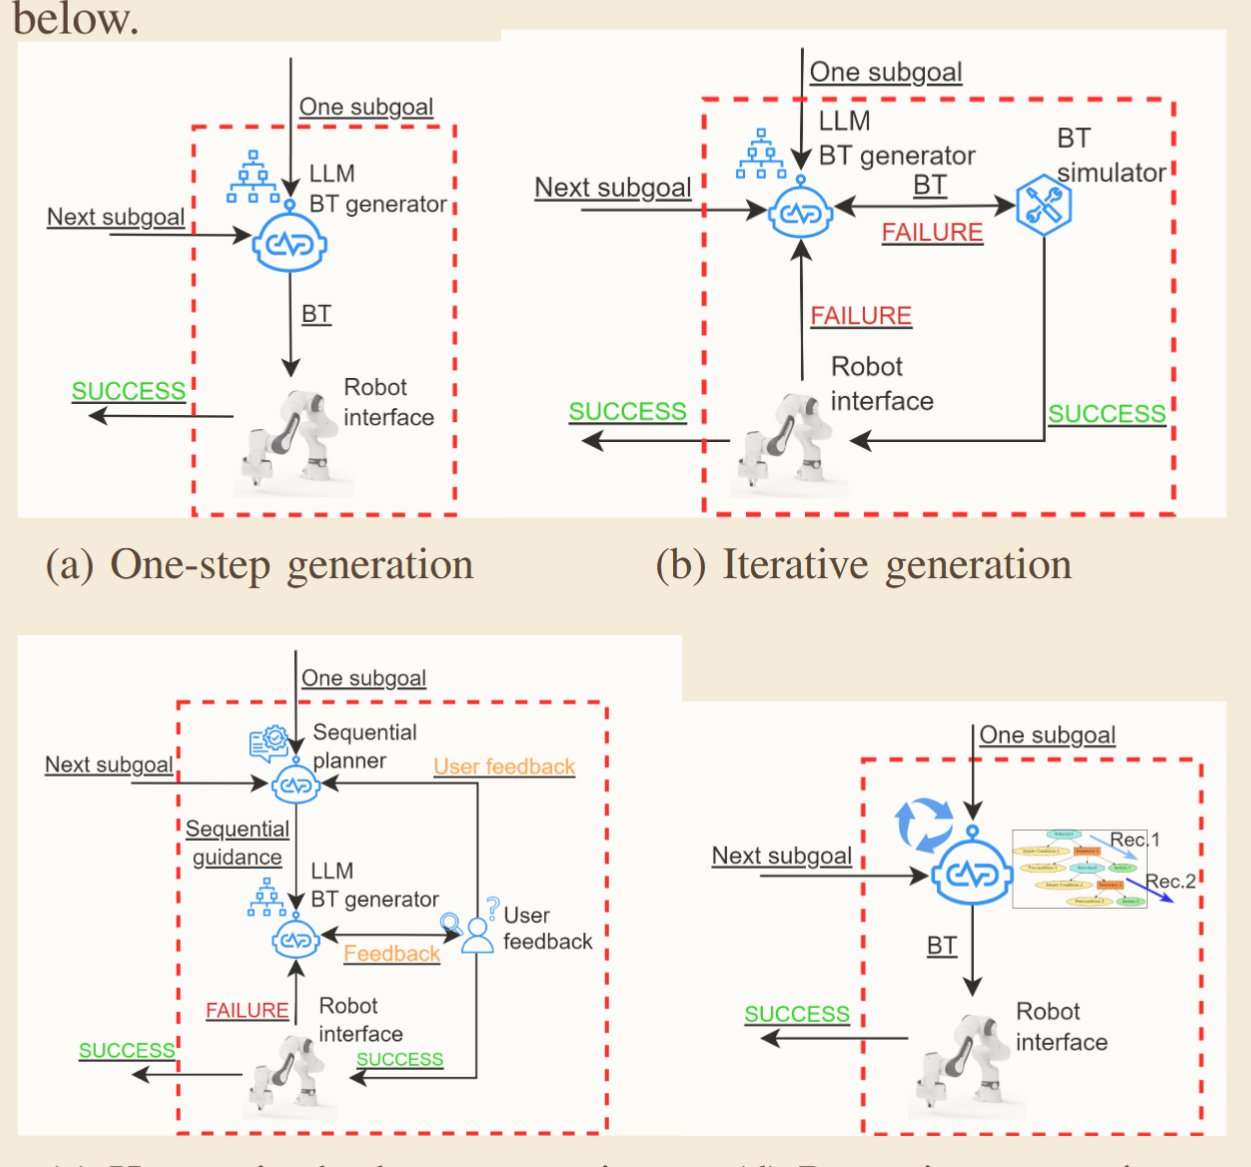 below.
One subgoal
LLM
BT generator
Next subgoal
BT
SUCCESS
Robot
interface
(a) One-step generation
One subgoal
LLM
BT generator
BT
simulator
Next subgoal
BT
FAILURE
FAILURE
Robot
interface
SUCCESS
SUCCESS
(b) Iterative generation
One subgoal
Sequential
planner
Next subgoal
User feedback
Sequential
guidance
LLM
BT generator
User
feedback
Feedback
FAILURE
Robot
interface
SUCCESS
SUCCESS
One subgoal
Rec.1
Next subgoal
Rec.2
BT
Robot
interface
SUCCESS